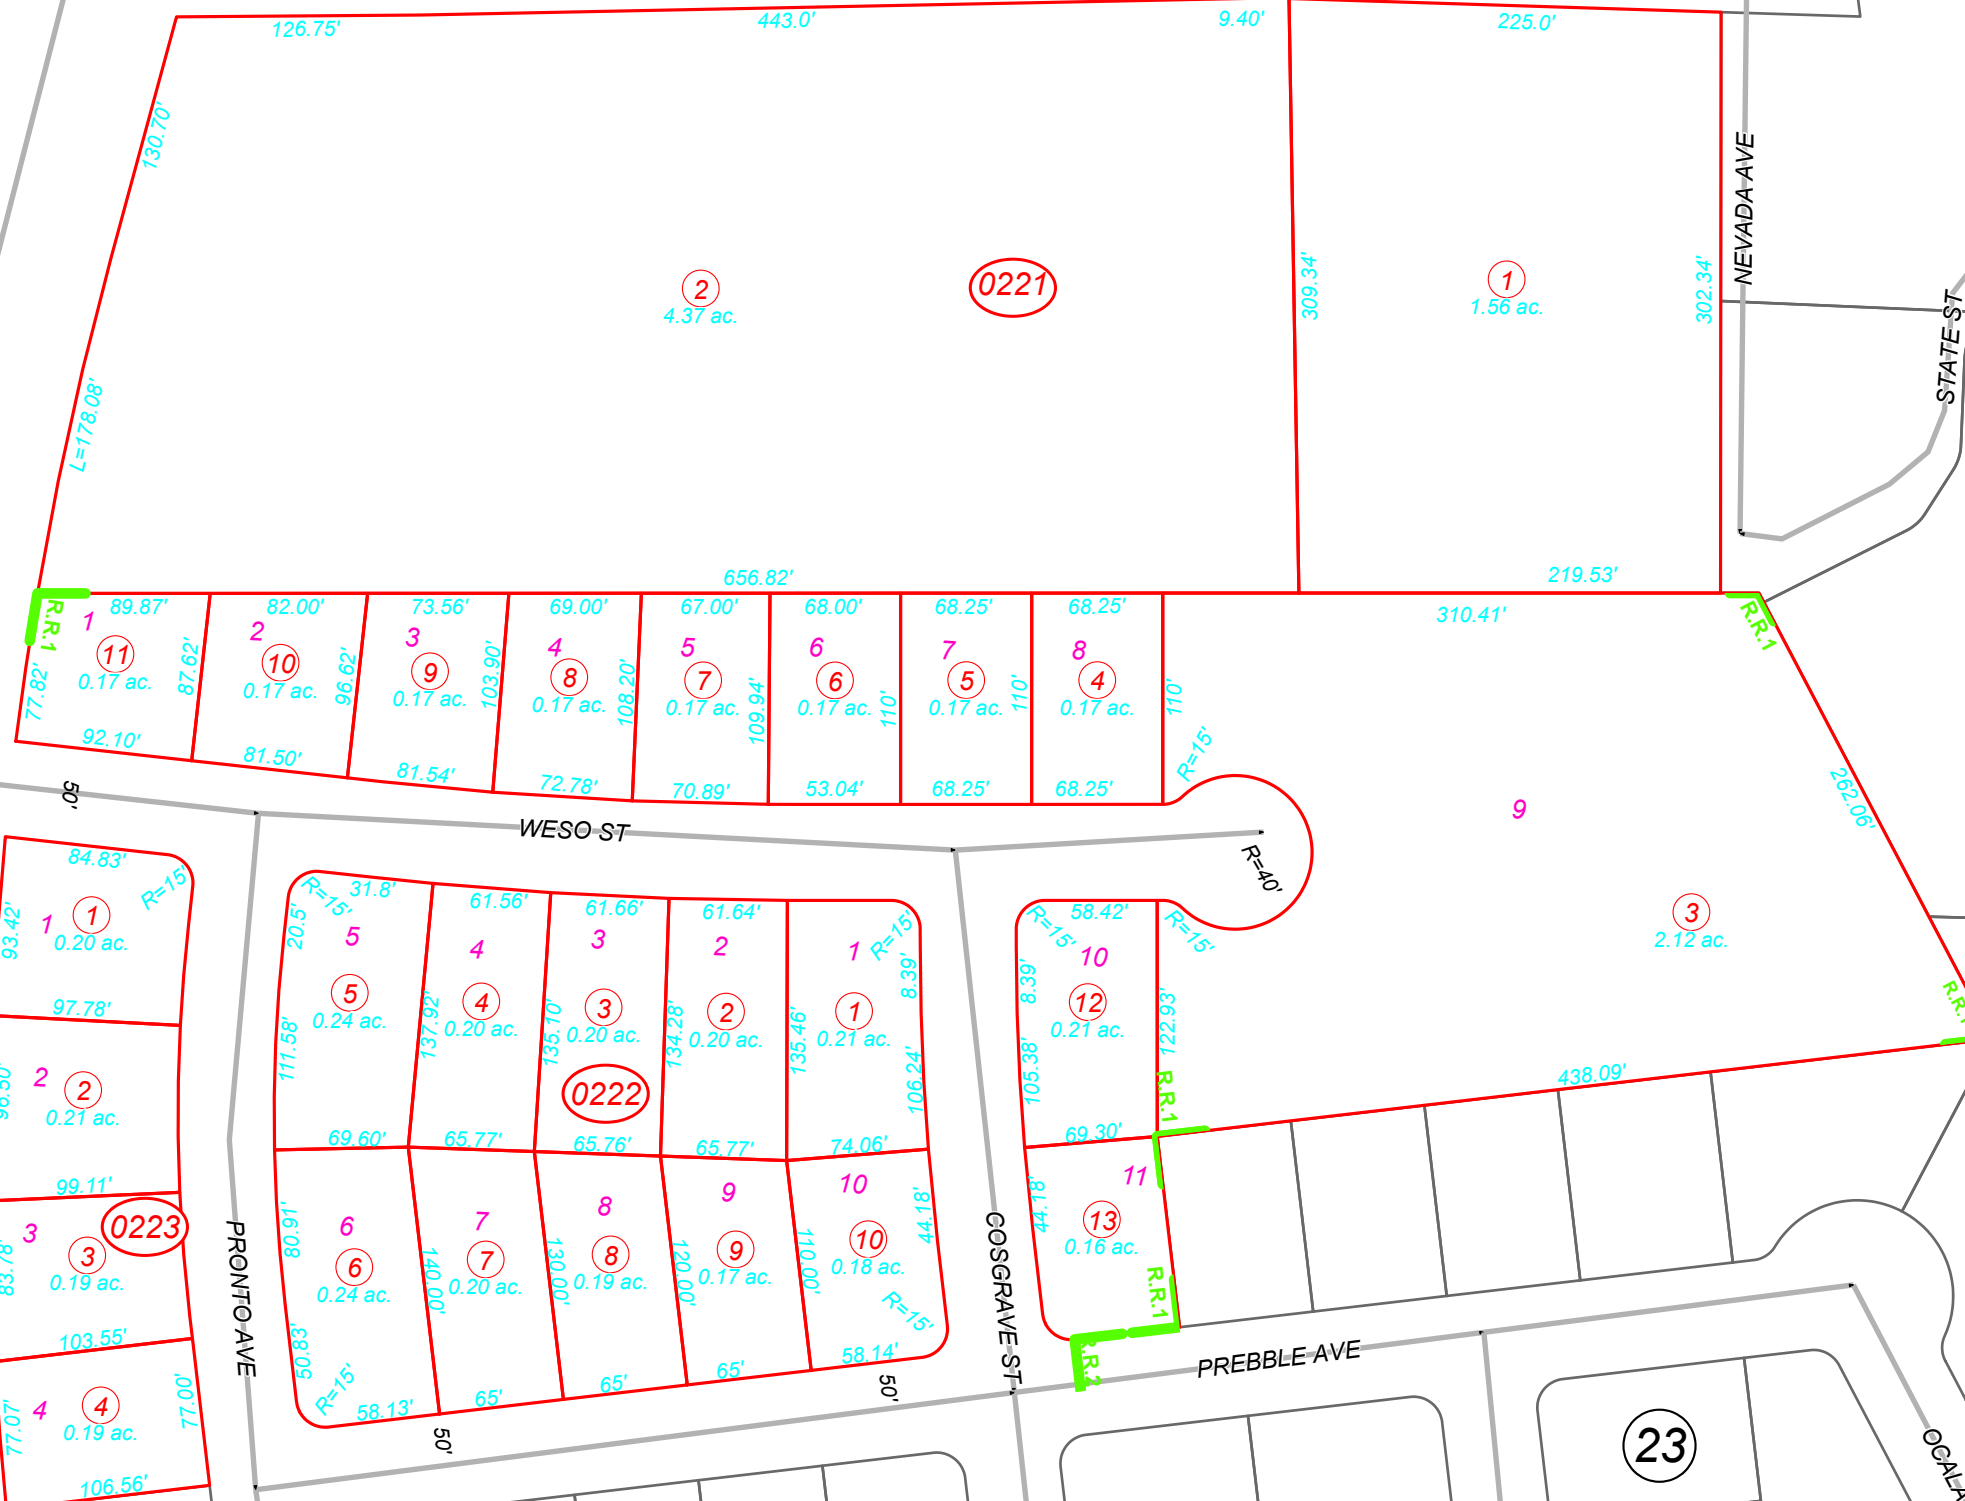 126.75'
443.0'
9.40'
225.0'
130.70'
NEVADA AVE
2
4.37 ac.
0221
309.34'
1
1.56 ac.
302.34'
STATE ST
L=178.08'
656.82'
219.53'
R.R.1
1
89.87'
11
0.17 ac.
77.82'
92.10'
87.62'
2
82.00'
10
0.17 ac.
81.50'
96.62'
3
73.56'
9
0.17 ac.
81.54'
103.90'
4
69.00'
8
0.17 ac.
72.78'
108.20'
5
67.00'
7
0.17 ac.
70.89'
109.94'
6
68.00'
6
0.17 ac.
53.04'
110'
7
68.25'
5
0.17 ac.
68.25'
110'
8
68.25'
4
0.17 ac.
68.25'
110'
310.41'
R.R.1
R=15'
9
262.06'
3
2.12 ac.
R=40'
R=15'
438.09'
50'
WESO ST
84.83'
R=15'
1
1
0.20 ac.
93.42'
97.78'
2
2
0.21 ac.
99.11'
3
0223
3
0.19 ac.
83.78'
103.55'
4
4
0.19 ac.
77.07'
77.00'
106.56'
PRONTO AVE
R=15'
31.8'
20.5'
5
5
0.24 ac.
111.58'
69.60'
61.56'
4
4
0.20 ac.
137.92'
65.77'
61.66'
3
3
0.20 ac.
135.10'
0222
65.76'
61.64'
2
2
0.20 ac.
134.28'
65.77'
1
R=15'
8.39'
1
0.21 ac.
135.46'
106.24'
74.06'
80.91'
6
6
0.24 ac.
50.83'
R=15'
58.13'
140.00'
7
7
0.20 ac.
65'
130.00'
8
8
0.19 ac.
65'
120.00'
9
9
0.17 ac.
65'
110.00'
10
10
0.18 ac.
44.18'
R=15'
58.14'
50'
50'
COSGRAVE ST
R=15'
58.42'
10
8.39'
12
0.21 ac.
105.38'
122.93'
69.30'
R.R.1
11
44.18'
13
0.16 ac.
R.R.1
R.R.2
PREBBLE AVE
23